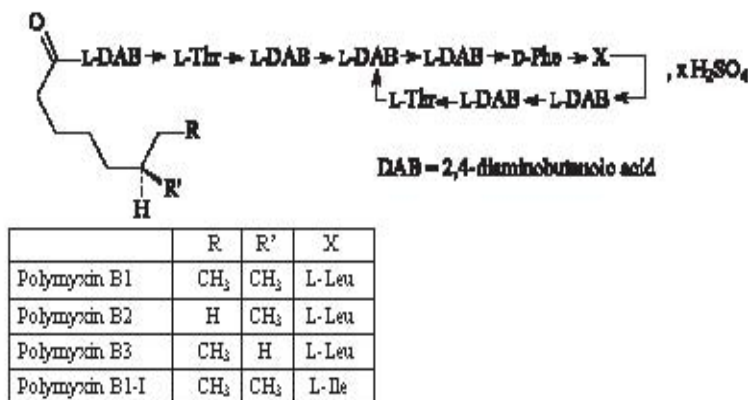 O
L-DAB → L-Thr → L-DAB → L-DAB → L-DAB → D-Phe → X , x H₂SO₄
L-Thr ← L-DAB ← L-DAB
R
R'
H
DAB = 2,4-diaminobutanoic acid
R R' X
Polymyxin B1 CH₃ CH₃ L-Leu
Polymyxin B2 H CH₃ L-Leu
Polymyxin B3 CH₃ H L-Leu
Polymyxin B1-I CH₃ CH₃ L-Ile